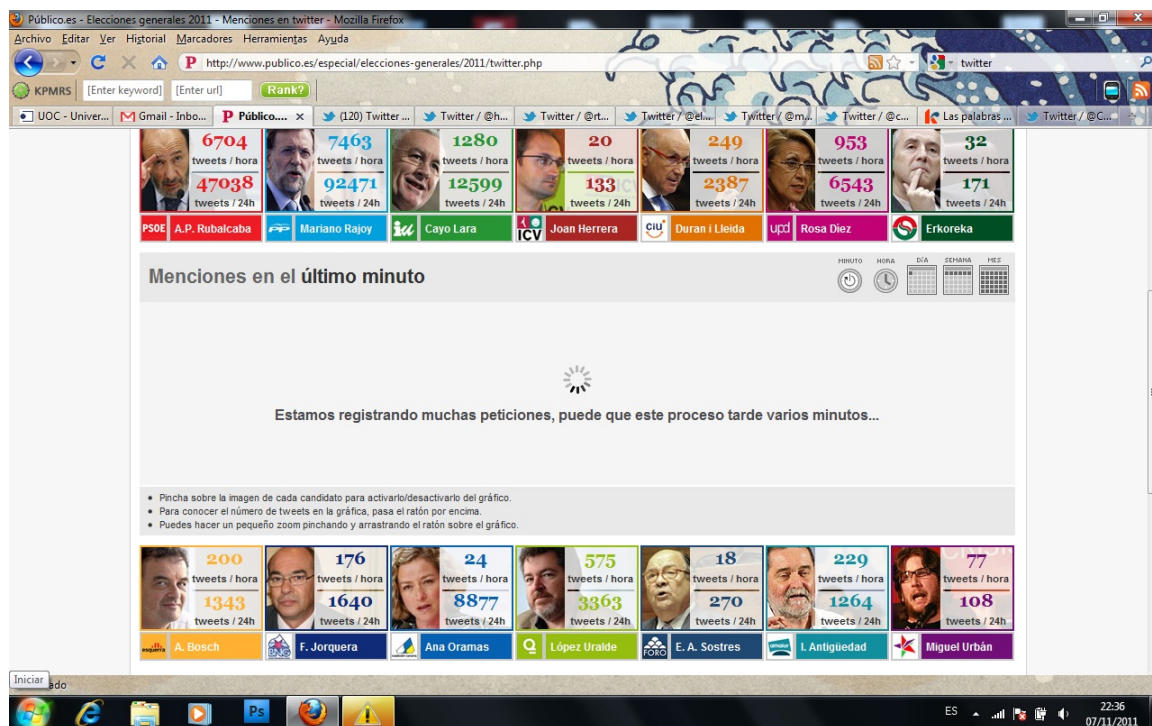 Público.es - Elecciones generales 2011 - Menciones en twitter - Mozilla Firefox
Archivo Editar Ver Historial Marcadores Herramientas Ayuda
P http://www.publico.es/especial/elecciones-generales/2011/twitter.php twitter
KPMRS [Enter keyword] [Enter url] Rank?
UOC - Univer... Gmail - Inbo... Público.... (120) Twitter ... Twitter / @h... Twitter / @rt... Twitter / @el... Twitter / @m... Twitter / @c... Las palabras ... Twitter / @C...
6704 7463 1280 20 249 953 32
tweets / hora tweets / hora tweets / hora tweets / hora tweets / hora tweets / hora tweets / hora
47038 92471 12599 133 2387 6543 171
tweets / 24h tweets / 24h tweets / 24h tweets / 24h tweets / 24h tweets / 24h tweets / 24h
PSOE A.P. Rubalcaba PP Mariano Rajoy iu Cayo Lara ICV Joan Herrera CiU Duran i Lleida upd Rosa Díez Erkoreka
Menciones en el último minuto
MINUTO HORA DÍA SEMANA MES
Estamos registrando muchas peticiones, puede que este proceso tarde varios minutos...
• Pincha sobre la imagen de cada candidato para activarlo/desactivarlo del gráfico.
• Para conocer el número de tweets en la gráfica, pasa el ratón por encima.
• Puedes hacer un pequeño zoom pinchando y arrastrando el ratón sobre el gráfico.
200 176 24 575 18 229 77
tweets / hora tweets / hora tweets / hora tweets / hora tweets / hora tweets / hora tweets / hora
1343 1640 8877 3363 270 1264 108
tweets / 24h tweets / 24h tweets / 24h tweets / 24h tweets / 24h tweets / 24h tweets / 24h
esquerra A. Bosch BNG F. Jorquera Ana Oramas Q López Uralde FORO E. A. Sostres amaiur I. Antigüedad Miguel Urbán
Iniciar ado
Ps ES 22:36
07/11/2011